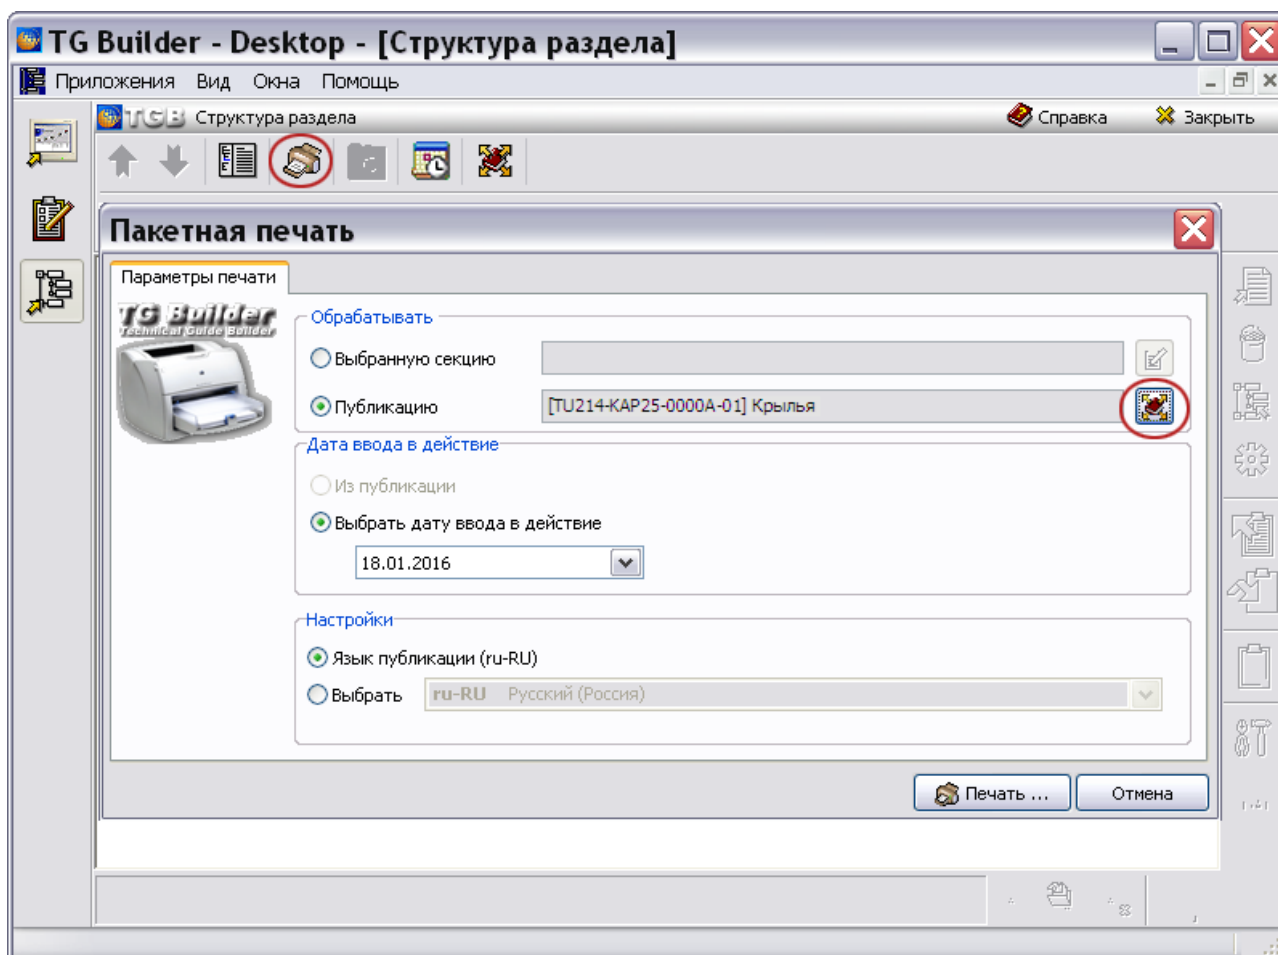 TG Builder - Desktop - [Структура раздела]
Приложения Вид Окна Помощь
TGB Структура раздела Справка Закрыть
Пакетная печать
Параметры печати
TG Builder
Technical Guide Builder
Обрабатывать
Выбранную секцию
Публикацию [TU214-KAP25-0000A-01] Крылья
Дата ввода в действие
Из публикации
Выбрать дату ввода в действие
18.01.2016
Настройки
Язык публикации (ru-RU)
Выбрать ru-RU Русский (Россия)
Печать ... Отмена